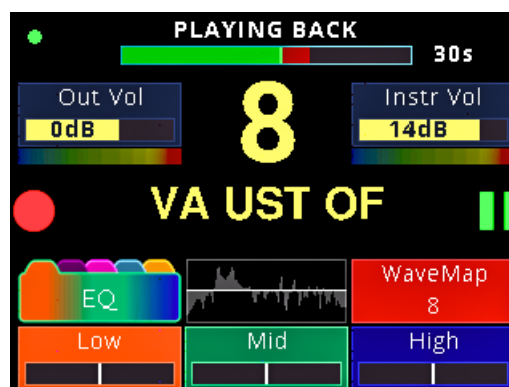 PLAYING BACK
30s
Out Vol
0dB
8
Instr Vol
14dB
VA UST OF
EQ
WaveMap
8
Low
Mid
High